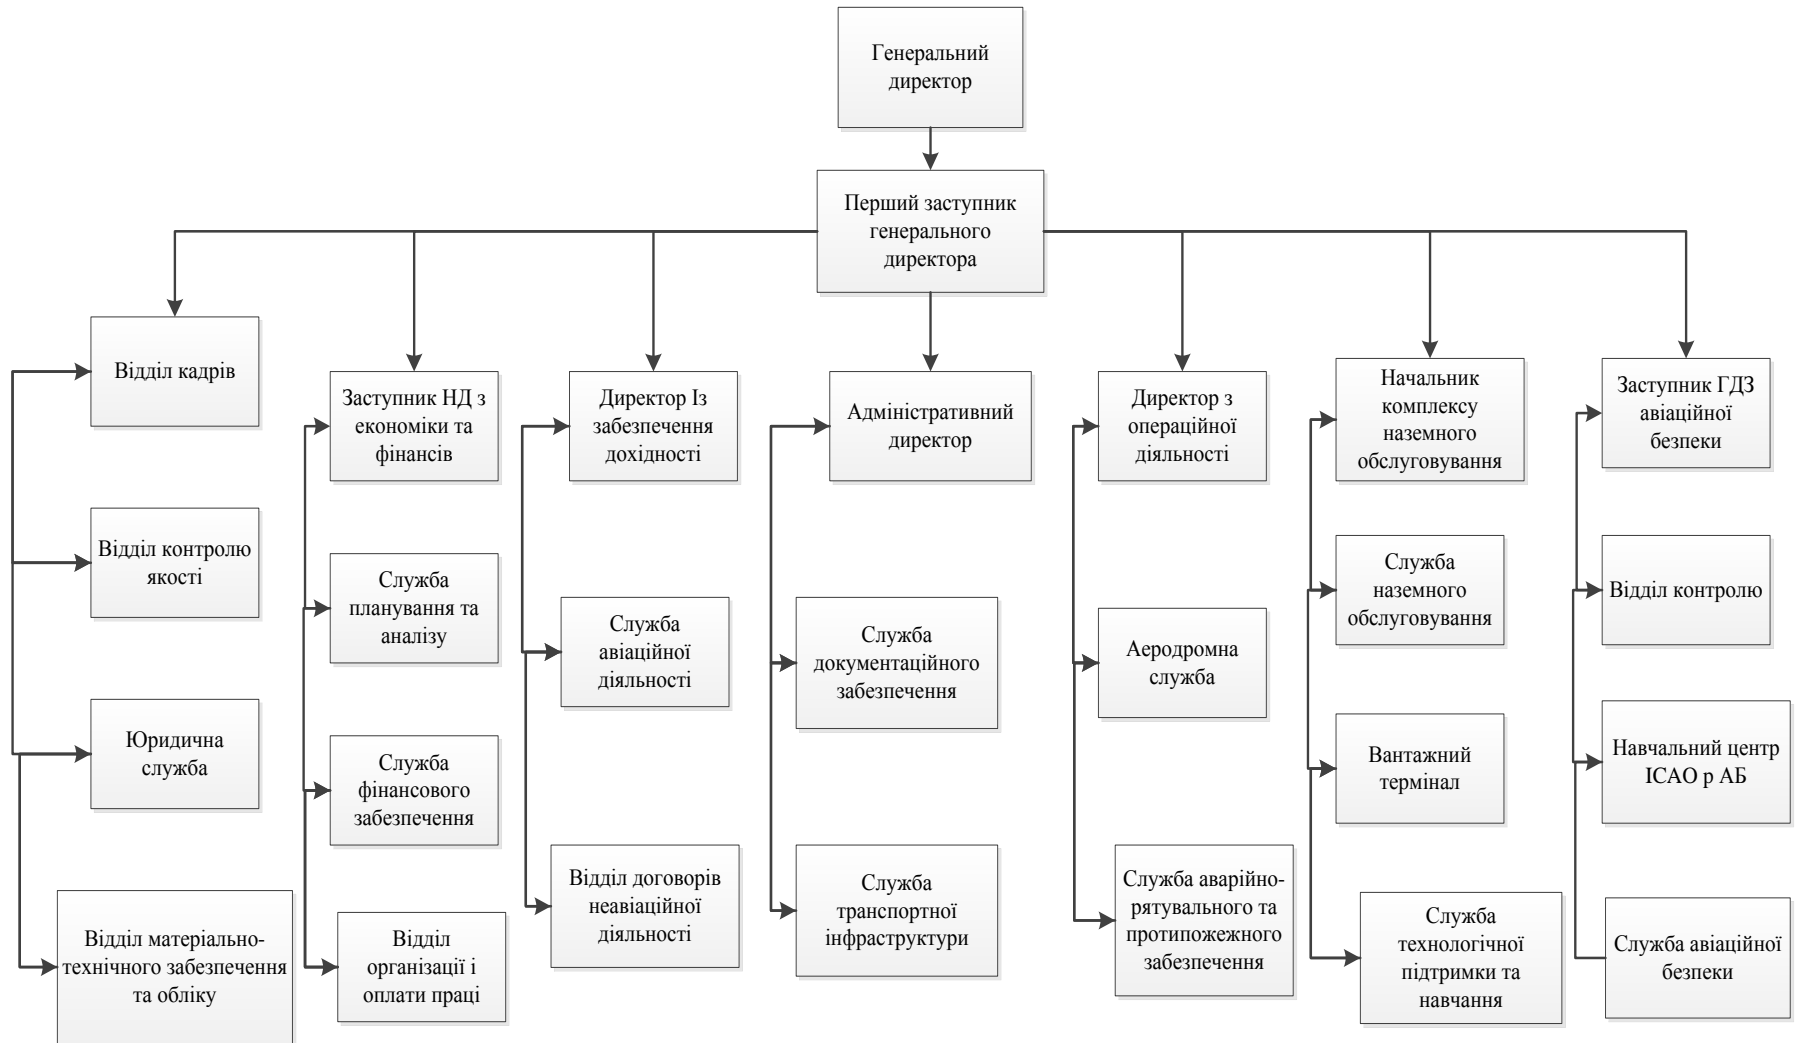 Генеральний
директор
Перший заступник
генерального
директора
Відділ кадрів
Заступник НД з
економіки та
фінансів
Директор Із
забезпечення
дохідності
Адміністративний
директор
Директор з
операційної
діяльності
Начальник
комплексу
наземного
обслуговування
Заступник ГДЗ
авіаційної
безпеки
Відділ контролю
якості
Служба
планування та
аналізу
Служба
авіаційної
діяльності
Служба
документаційного
забезпечення
Аеродромна
служба
Служба
наземного
обслуговування
Відділ контролю
Юридична
служба
Служба
фінансового
забезпечення
Відділ договорів
неавіаційної
діяльності
Служба
транспортної
інфраструктури
Служба аварійно-
рятувального та
протипожежного
забезпечення
Вантажний
термінал
Навчальний центр
ІСАО р АБ
Відділ матеріально-
технічного забезпечення
та обліку
Відділ
організації і
оплати праці
Служба
технологічної
підтримки та
навчання
Служба авіаційної
безпеки